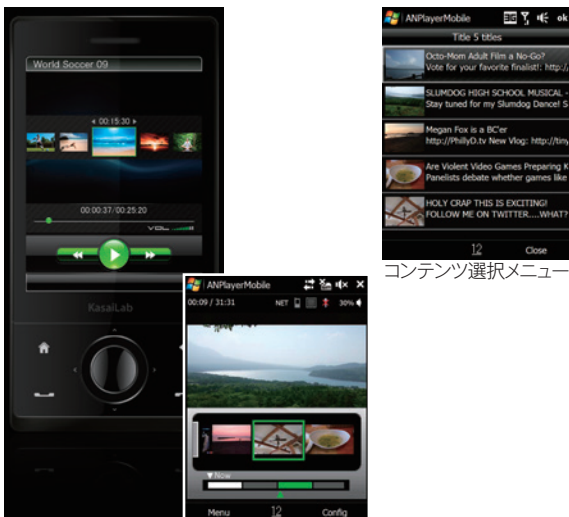 World Soccer 09
00:15:30
00:00:37/00:25:20
VOL
KasaiLab
ANPlayerMobile
00:09 / 31:31 NET 30%
Now
Menu 12 Config
ANPlayerMobile ok
Title 5 titles
Octo-Mom Adult Film a No-Go?
Vote for your favorite finalist!: http:/
SLUMDOG HIGH SCHOOL MUSICAL -
Stay tuned for my Slumdog Dance! S
Megan Fox is a BC'er
http://PhillyD.tv New Vlog: http://tiny
Are Violent Video Games Preparing K
Panelists debate whether games like
HOLY CRAP THIS IS EXCITING!
FOLLOW ME ON TWITTER....WHAT?
12 Close
コンテンツ選択メニュー